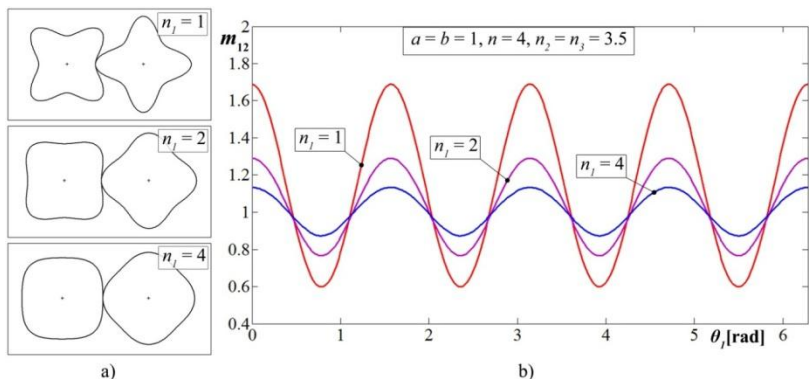 n₁ = 1
n₁ = 2
n₁ = 4
a)
m₁₂
2
1.8
1.6
1.4
1.2
1
0.8
0.6
0.4
a = b = 1, n = 4, n₂ = n₃ = 3.5
n₁ = 1
n₁ = 2
n₁ = 4
0 1 2 3 4 5 6
θ₁[rad]
b)